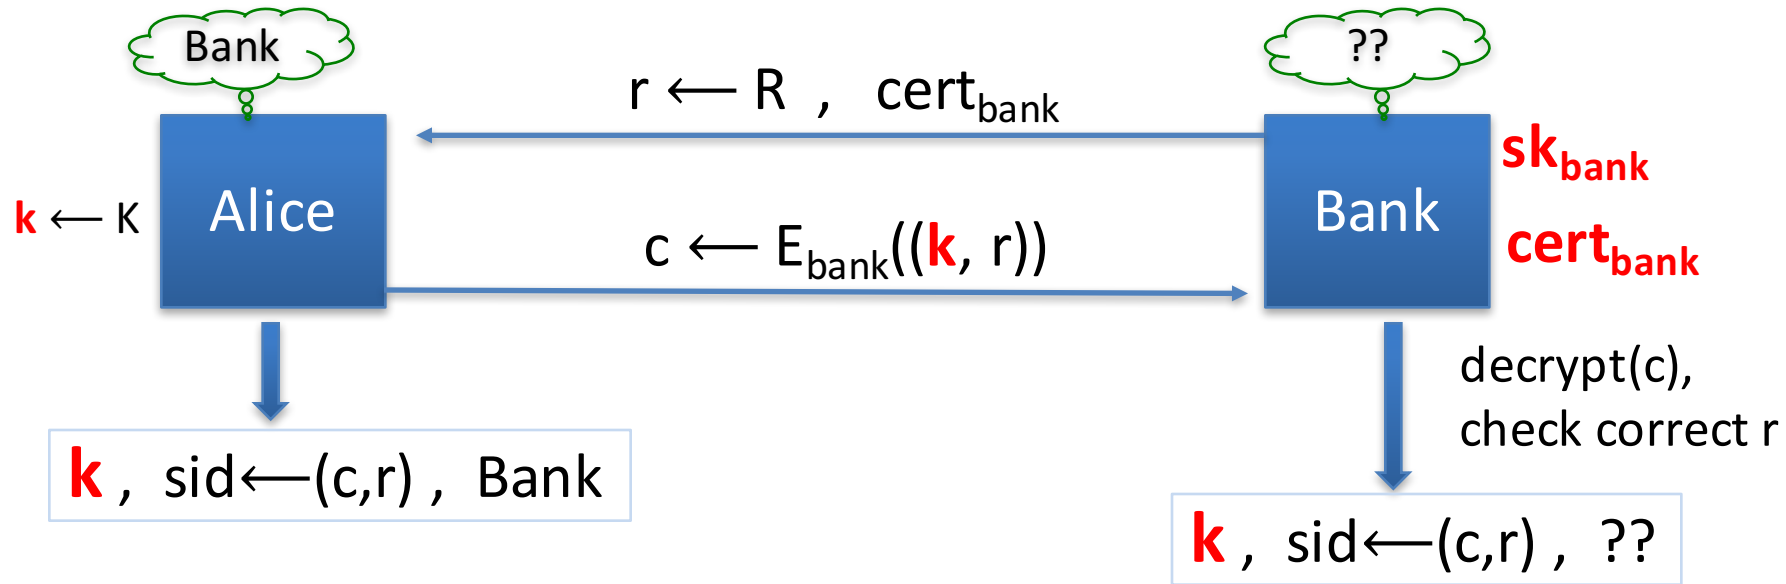 Bank
??
r ⟵ R , cert_bank
sk_bank
k ⟵ K
Alice
Bank
c ⟵ E_bank((k, r))
cert_bank
decrypt(c),
check correct r
k , sid⟵(c,r) , Bank
k , sid⟵(c,r) , ??